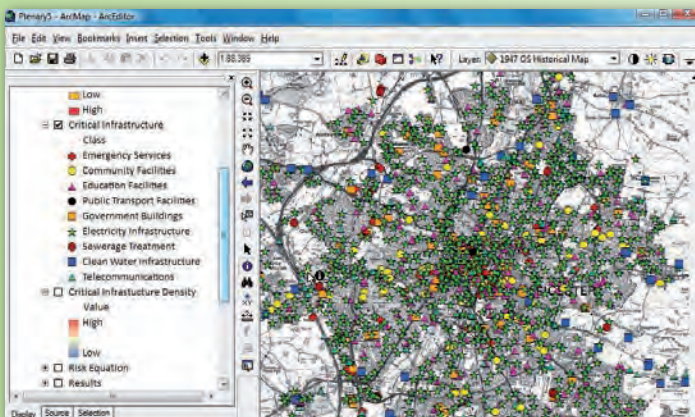 Plenary5 - ArcMap - ArcEditor
File Edit View Bookmarks Insert Selection Tools Window Help
1:88,385
Layer: 1947 OS Historical Map
Low
High
Critical Infrastructure
Class
Emergency Services
Community Facilities
Education Facilities
Public Transport Facilities
Government Buildings
Electricity Infrastructure
Sewerage Treatment
Clean Water Infrastructure
Telecommunications
Critical Infrastucture Density
Value
High
Low
Risk Equation
Results
Display Source Selection